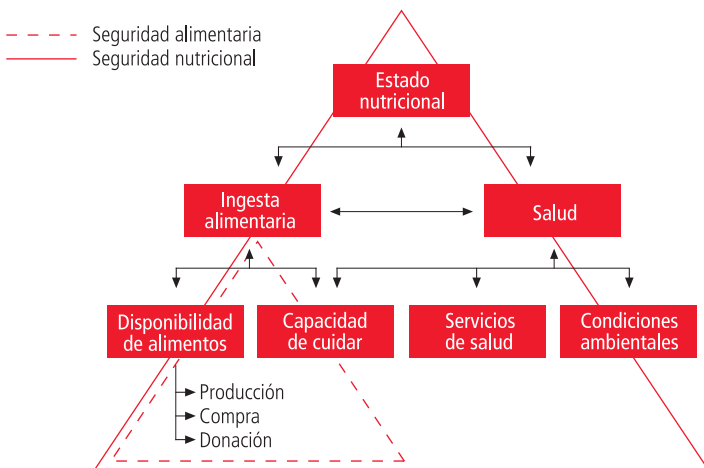 Seguridad alimentaria
Seguridad nutricional
Estado
nutricional
Ingesta
alimentaria
Salud
Disponibilidad
de alimentos
Capacidad
de cuidar
Servicios
de salud
Condiciones
ambientales
Producción
Compra
Donación